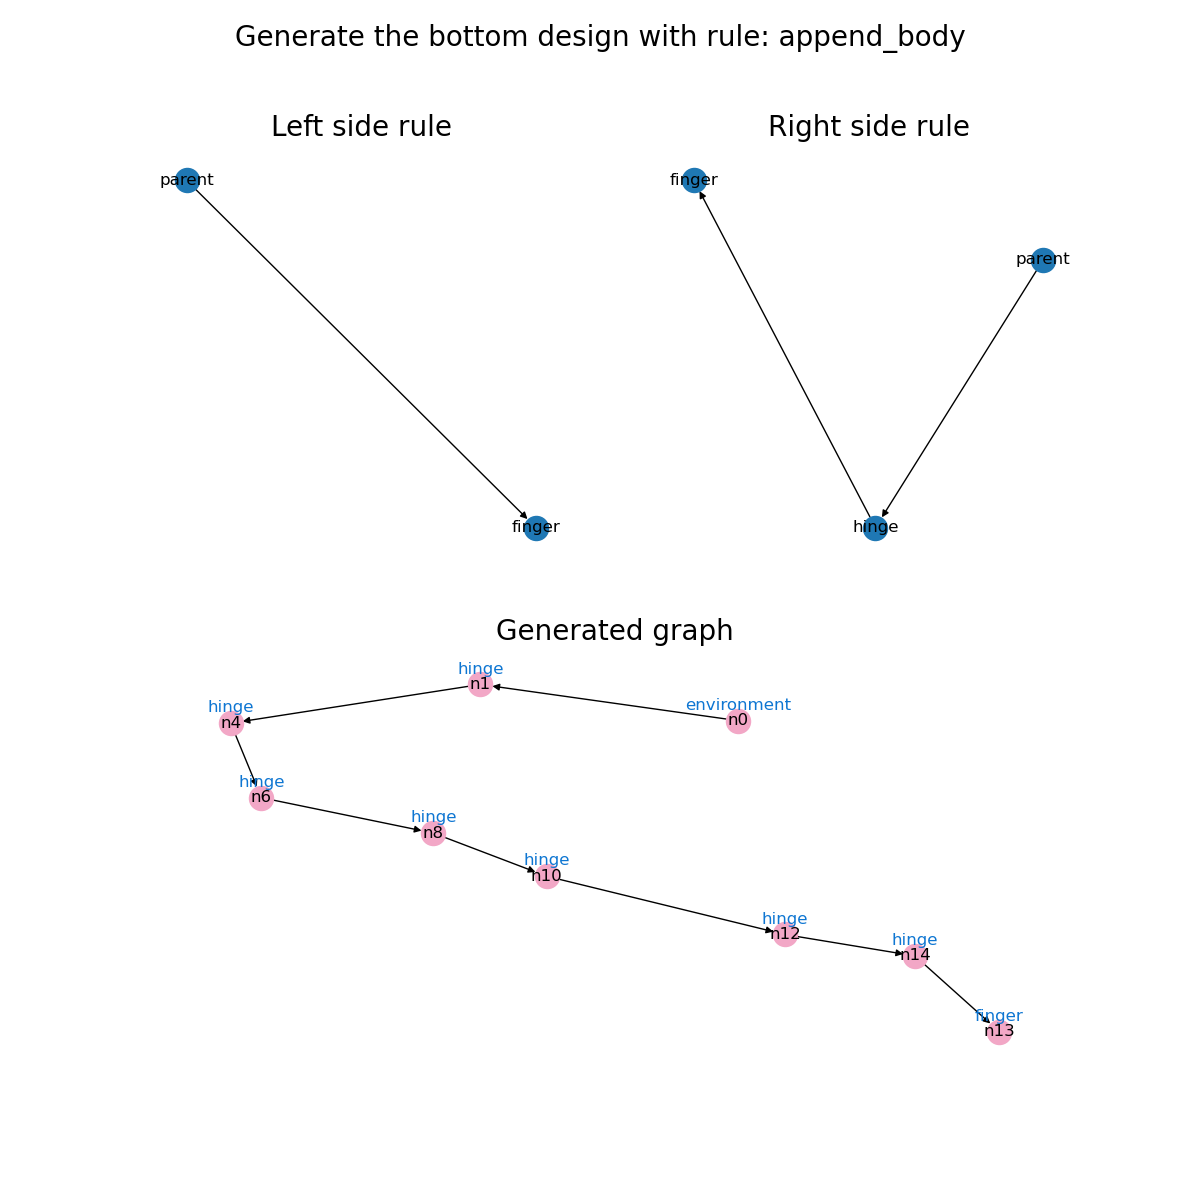 Generate the bottom design with rule: append_body
Left side rule
Right side rule
parent
finger
parent
finger
hinge
Generated graph
hinge
n1
environment
n0
hinge
n4
hinge
n6
hinge
n8
hinge
n10
hinge
n12
hinge
n14
finger
n13